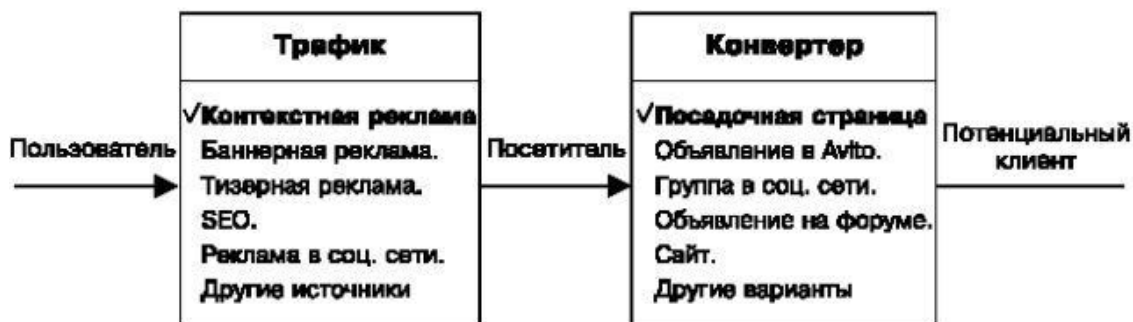 Трафик
✓Контекстная реклама
Баннерная реклама.
Тизерная реклама.
SEO.
Реклама в соц. сети.
Другие источники
Конвертер
✓Посадочная страница
Объявление в Avito.
Группа в соц. сети.
Объявление на форуме.
Сайт.
Другие варианты
Пользователь
Посетитель
Потенциальный
клиент